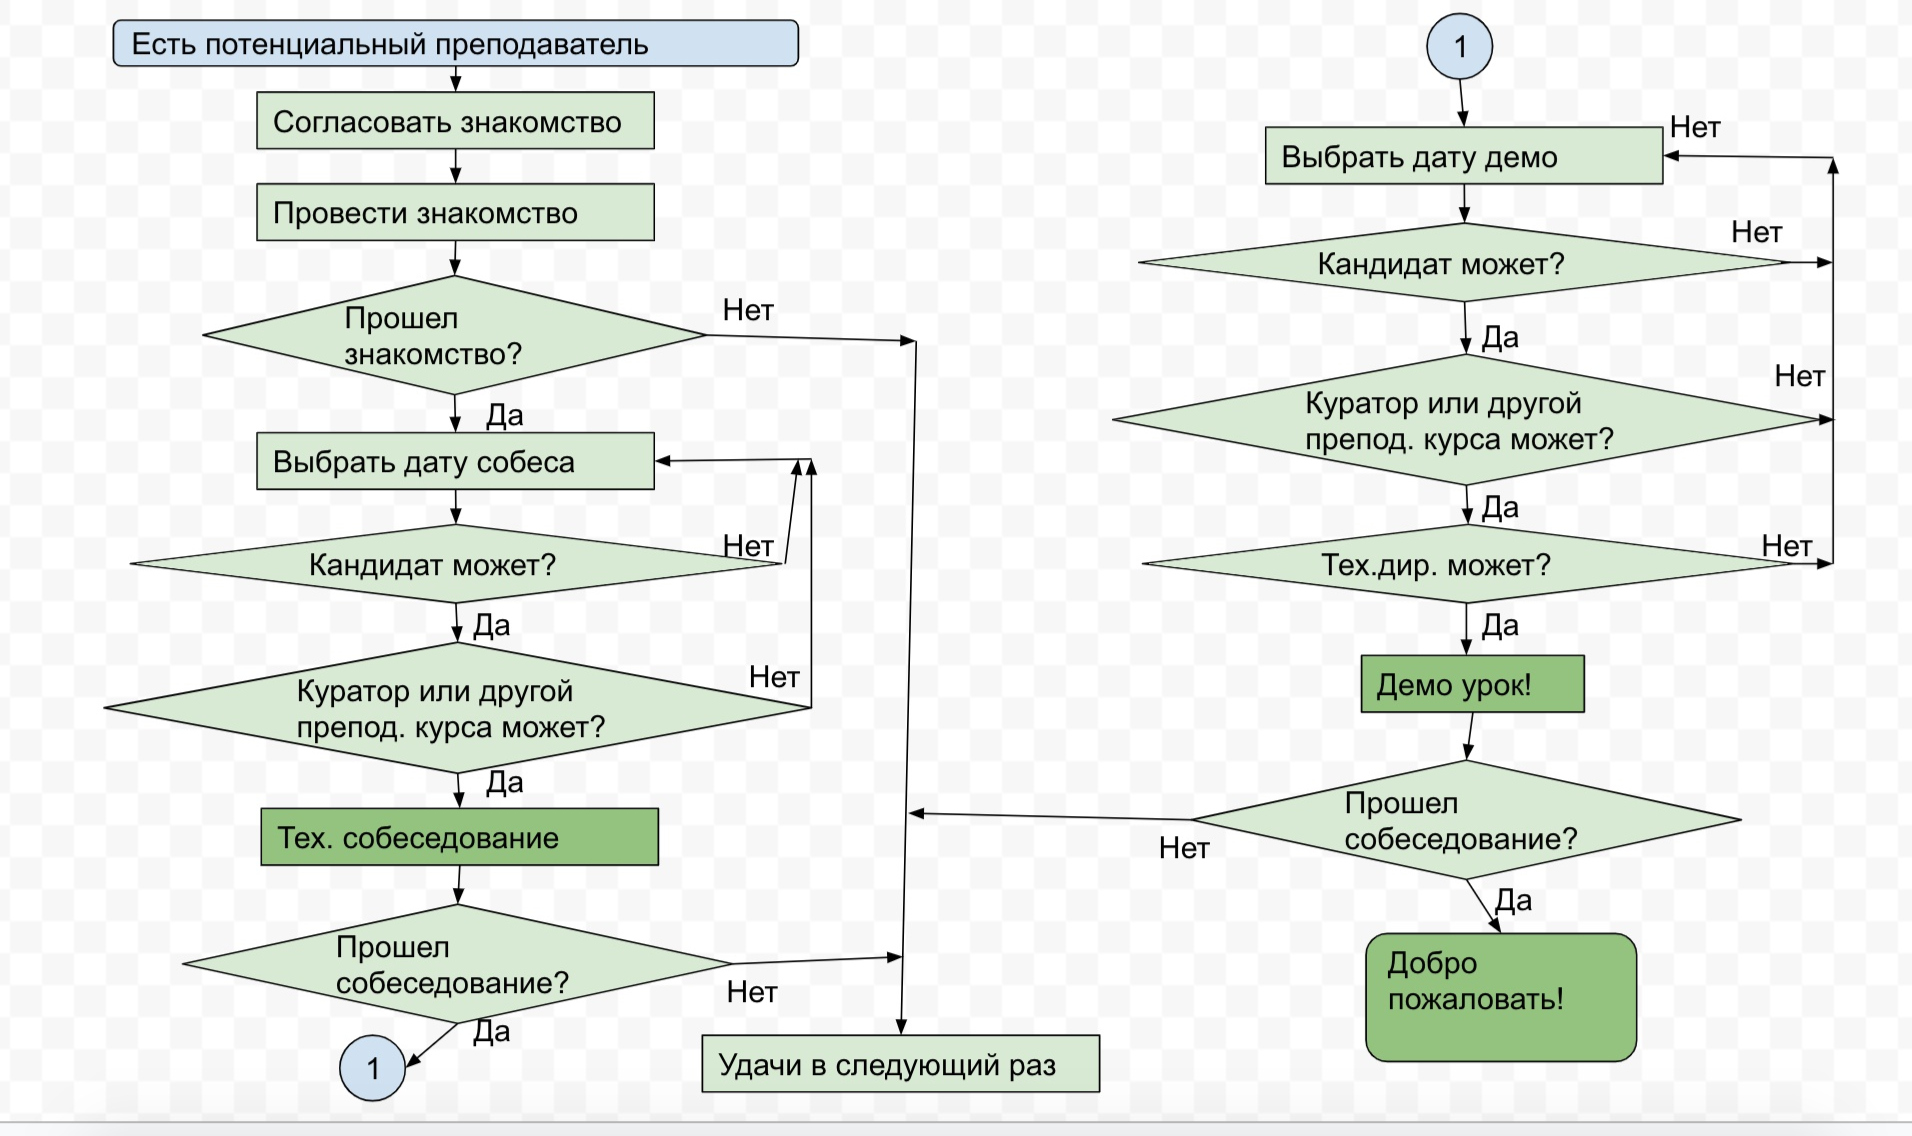 Есть потенциальный преподаватель
Согласовать знакомство
Провести знакомство
Прошел
знакомство?
Нет
Да
Выбрать дату собеса
Кандидат может?
Нет
Да
Куратор или другой
препод. курса может?
Нет
Да
Тех. собеседование
Прошел
собеседование?
Нет
Да
1
Удачи в следующий раз
1
Выбрать дату демо
Нет
Кандидат может?
Нет
Да
Куратор или другой
препод. курса может?
Нет
Да
Тех.дир. может?
Нет
Да
Демо урок!
Прошел
собеседование?
Нет
Да
Добро
пожаловать!